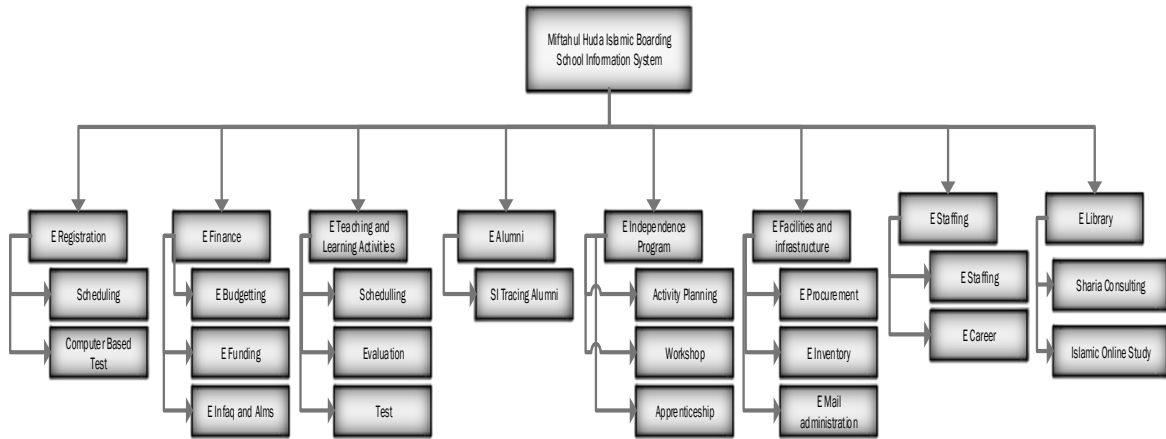 Miftahul Huda Islamic Boarding
School Information System
E Registration
Scheduling
Computer Based
Test
E Finance
E Budgetting
E Funding
E Infaq and Alms
E Teaching and
Learning Activities
Schedulling
Evaluation
Test
E Alumni
SI Tracing Alumni
E Independence
Program
Activity Planning
Workshop
Apprenticeship
E Facilities and
infrastructure
E Procurement
E Inventory
E Mail
administration
E Staffing
E Staffing
E Career
E Library
Sharia Consulting
Islamic Online Study